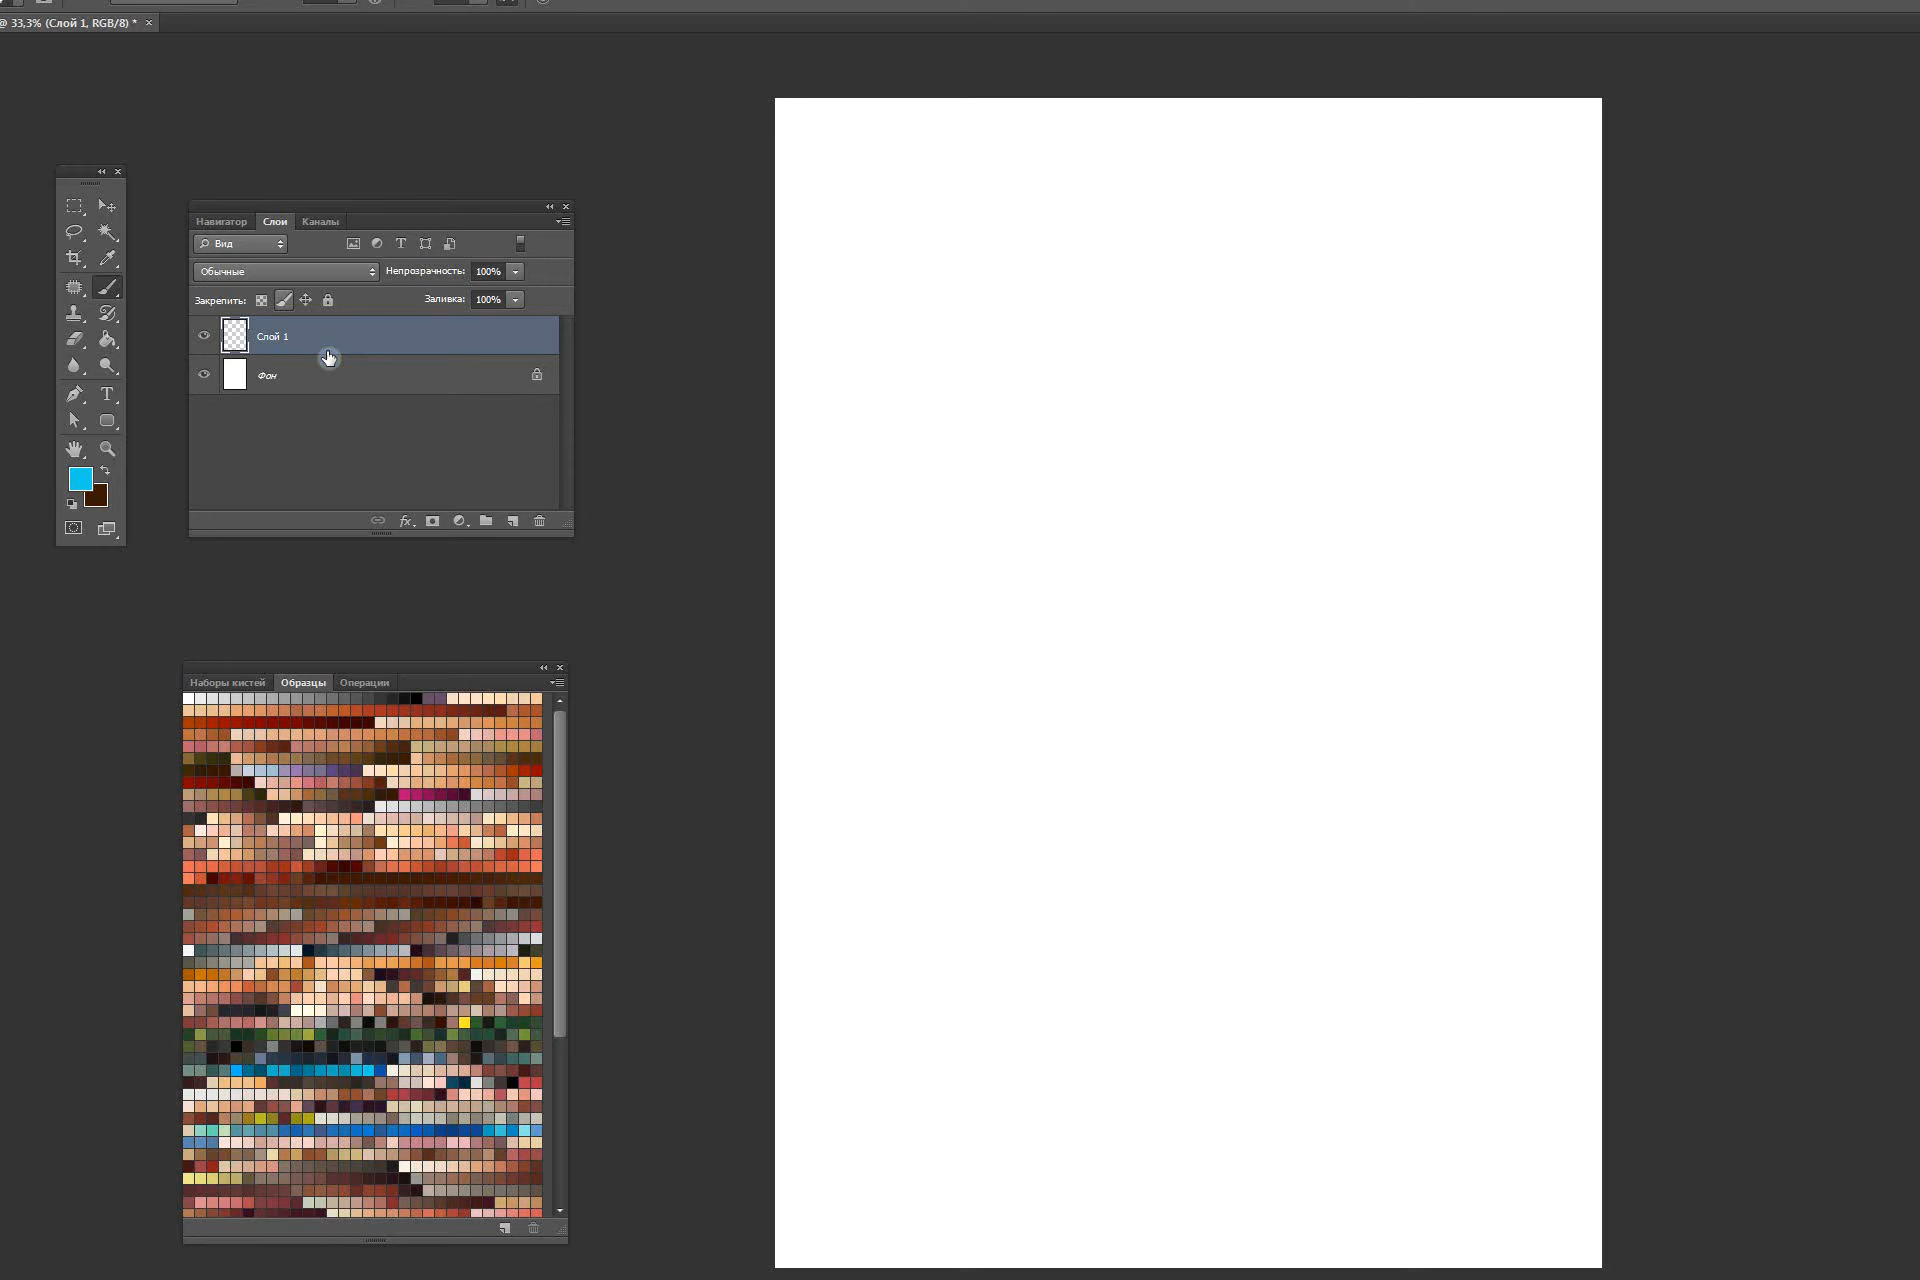 @ 33,3% (Слой 1, RGB/8) *
Навигатор Слои Каналы
Вид
Обычные Непрозрачность: 100%
Закрепить: Заливка: 100%
Слой 1
Фон
fx
Наборы кистей Образцы Операции